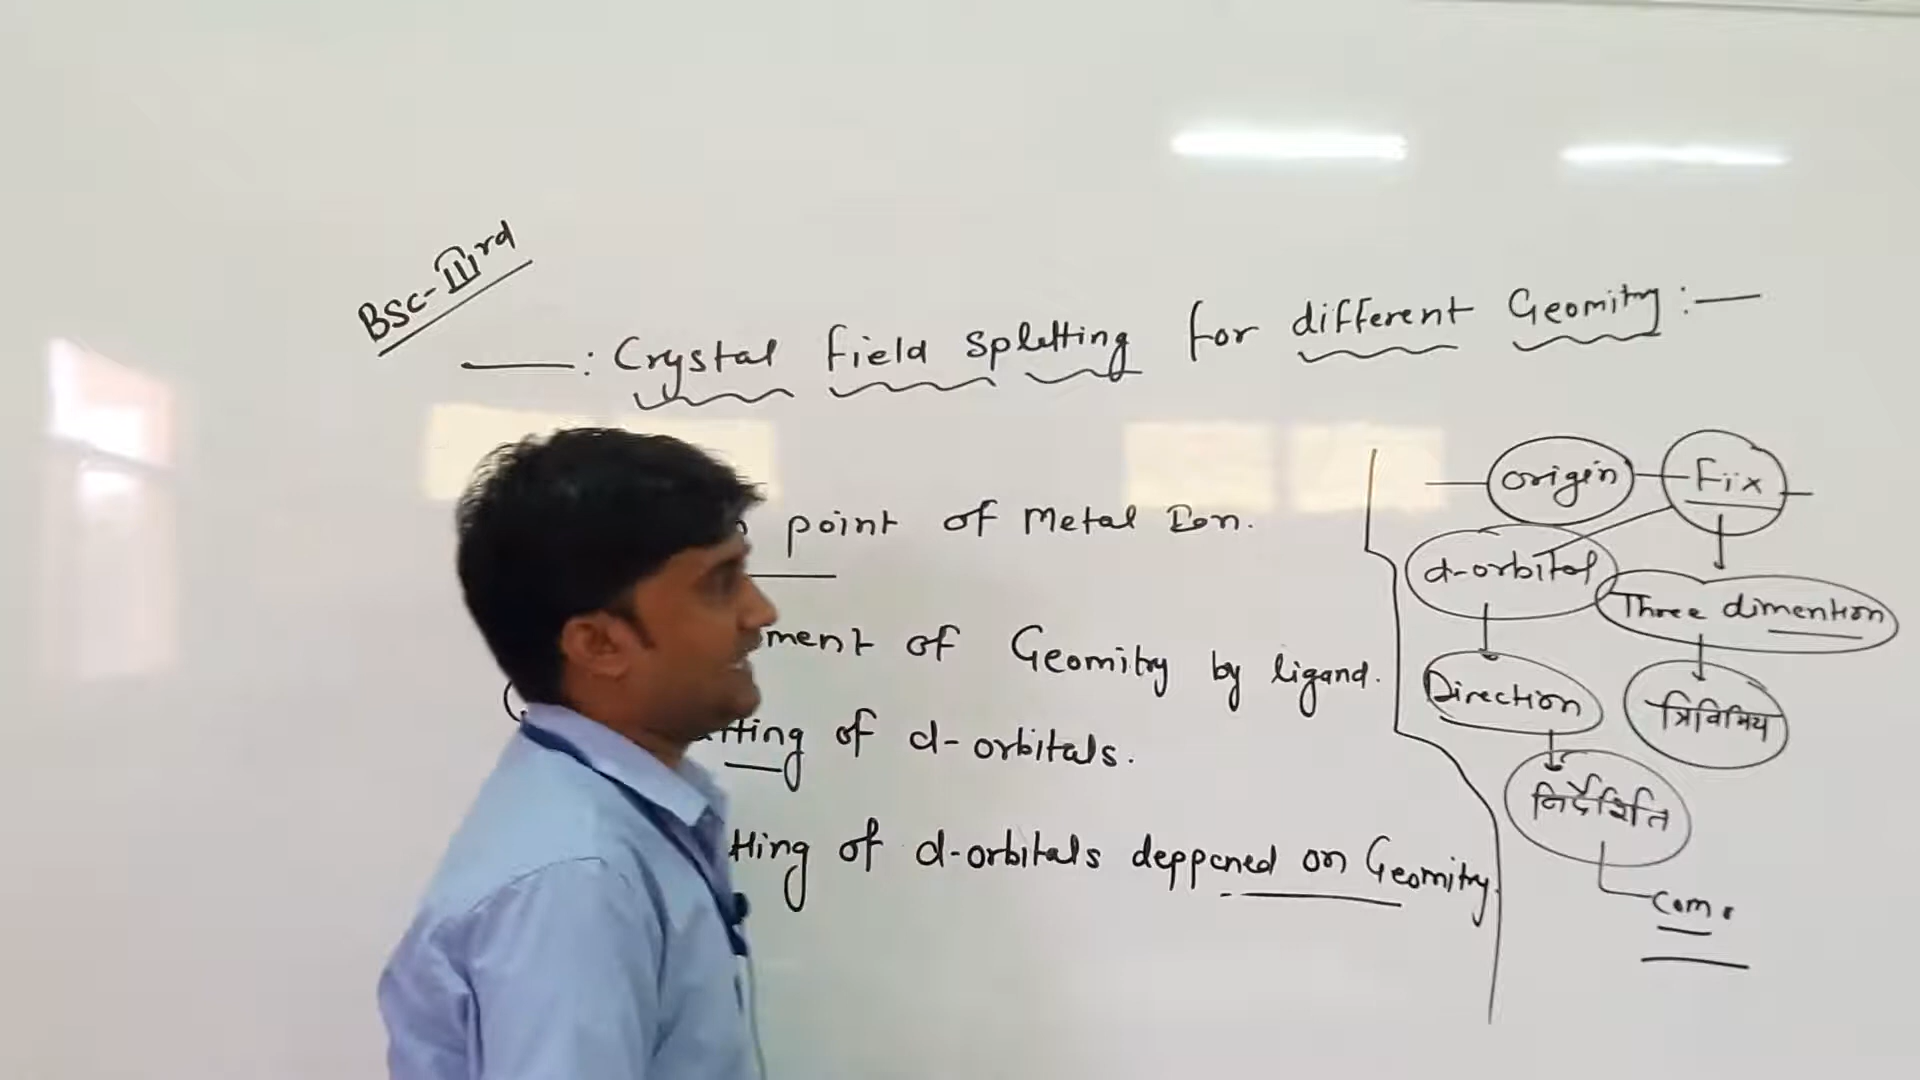 Bsc-IIIrd
: Crystal Field Spletting for different Geomitry :
point of Metal Ion.
ment of Geomitry by ligand.
tting of d-orbitals.
tting of d-orbitals deppened on Geomitry.
origin Fix
d-orbital
Three dimention
Direction
त्रिविमिय
निर्देशिति
Com.